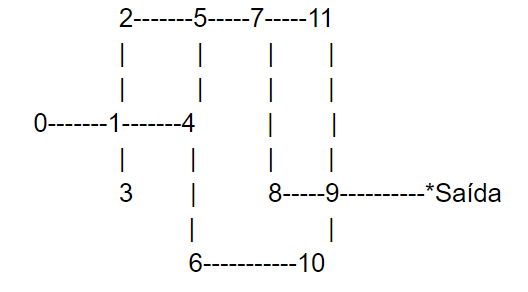 2-------5-----7-----11
|          |         |       |
|          |         |       |
0-------1-------4          |        |
|         |          |       |
3        |          8-----9----------*Saída
|                    |
6-----------10